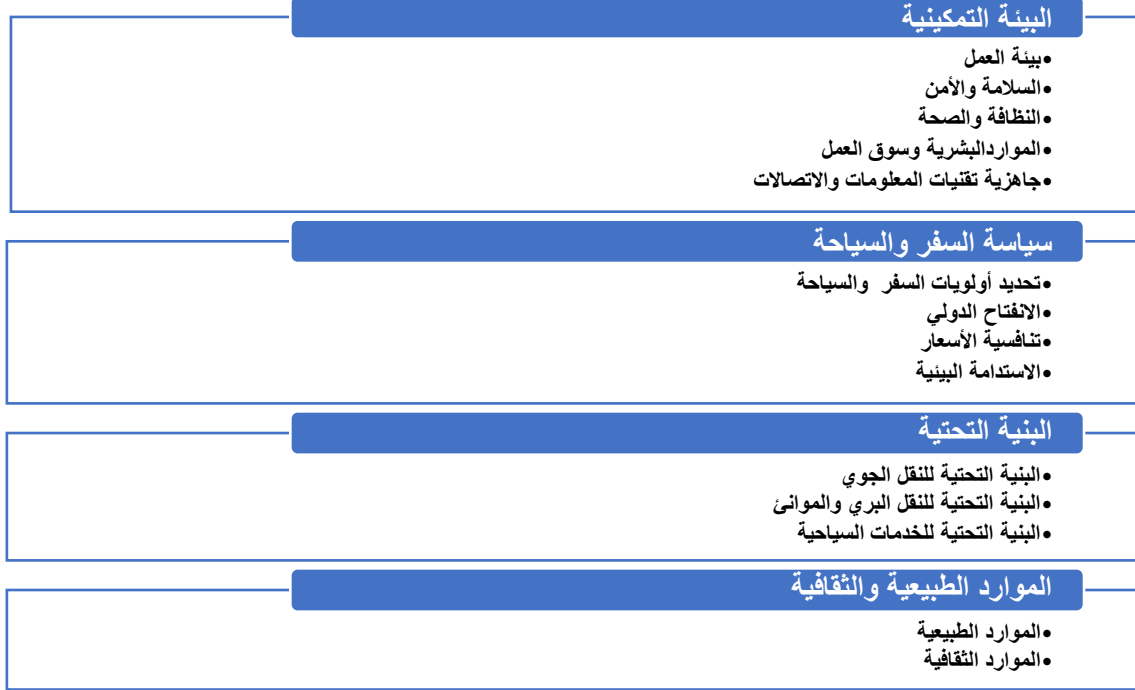 البيئة التمكينية
•بيئة العمل
•السلامة والأمن
•النظافة والصحة
•المواردالبشرية وسوق العمل
•جاهزية تقنيات المعلومات والاتصالات
سياسة السفر والسياحة
•تحديد أولويات السفر  والسياحة
•الانفتاح الدولي
•تنافسية الأسعار
•الاستدامة البيئية
البنية التحتية
•البنية التحتية للنقل الجوي
•البنية التحتية للنقل البري والموانئ
•البنية التحتية للخدمات السياحية
الموارد الطبيعية والثقافية
•الموارد الطبيعية
•الموارد الثقافية